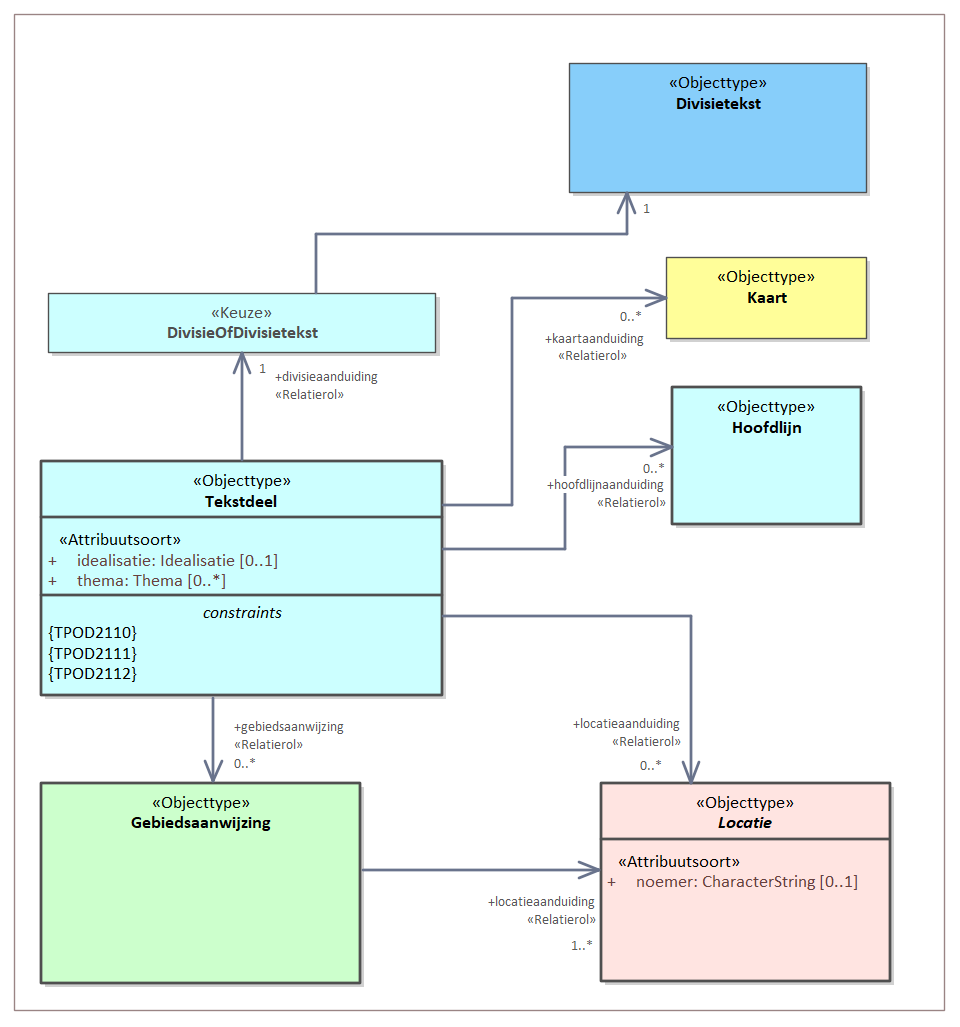 «Objecttype»
Divisietekst
1
«Objecttype»
Kaart
0..*
+kaartaanduiding
«Relatierol»
«Keuze»
DivisieOfDivisietekst
1
+divisieaanduiding
«Relatierol»
«Objecttype»
Hoofdlijn
0..*
+hoofdlijnaanduiding
«Relatierol»
«Objecttype»
Tekstdeel
«Attribuutsoort»
+ idealisatie: Idealisatie [0..1]
+ thema: Thema [0..*]
constraints
{TPOD2110}
{TPOD2111}
{TPOD2112}
+gebiedsaanwijzing
«Relatierol»
0..*
+locatieaanduiding
«Relatierol»
0..*
«Objecttype»
Gebiedsaanwijzing
«Objecttype»
Locatie
«Attribuutsoort»
+ noemer: CharacterString [0..1]
+locatieaanduiding
«Relatierol»
1..*